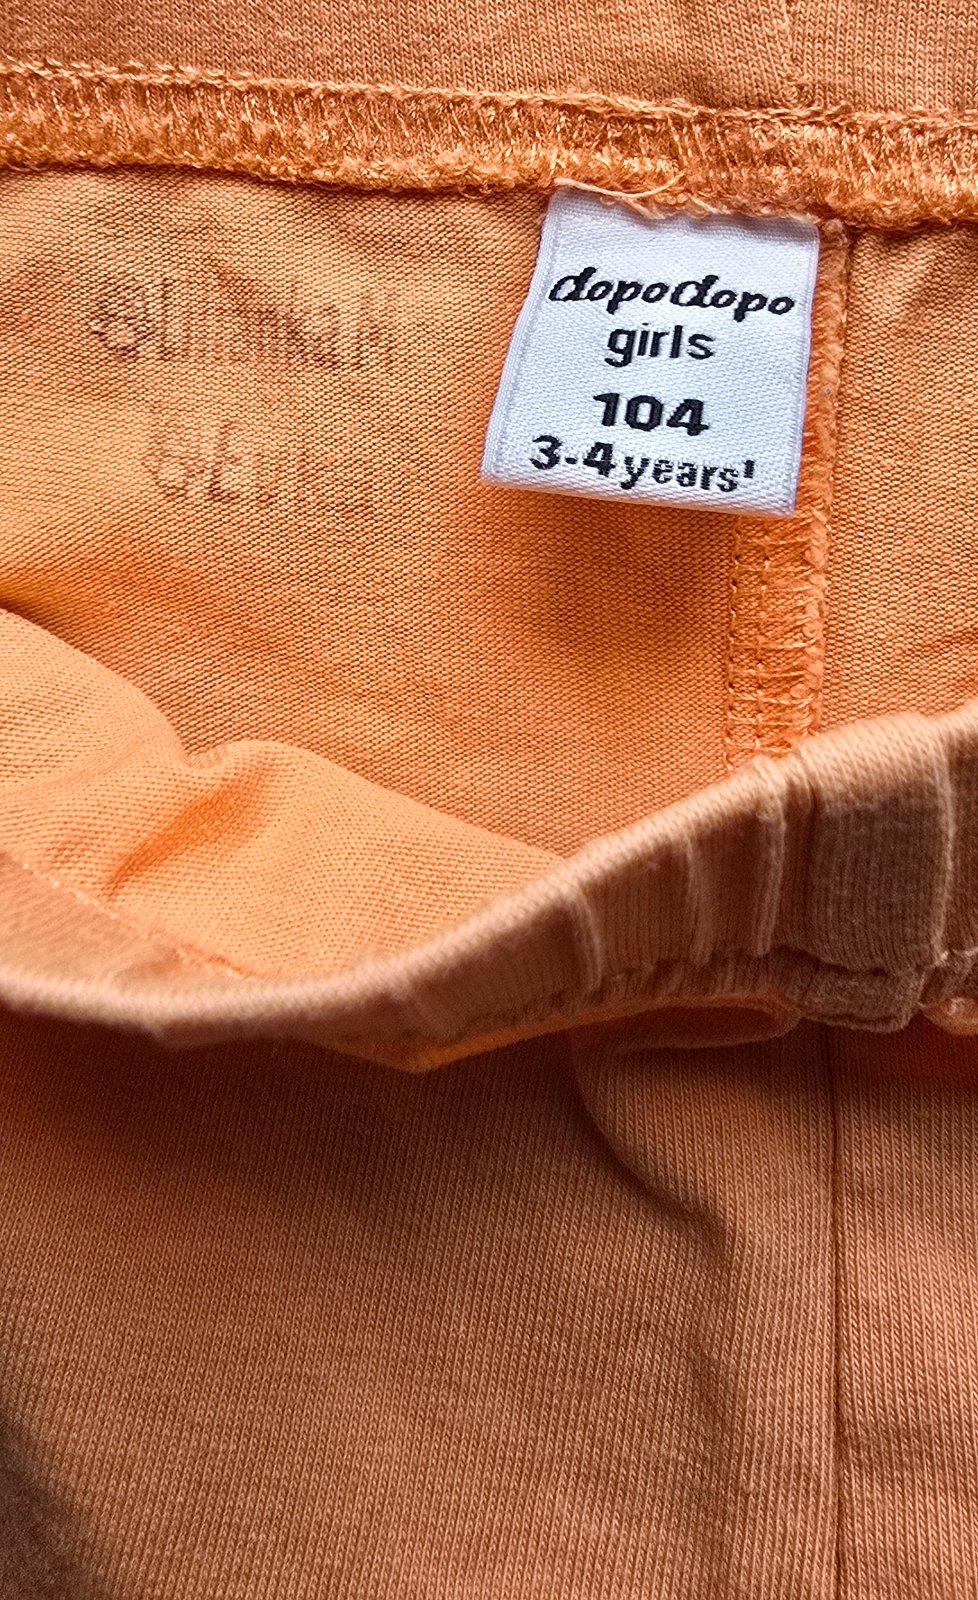 dopodopo
girls
104
3-4 years'